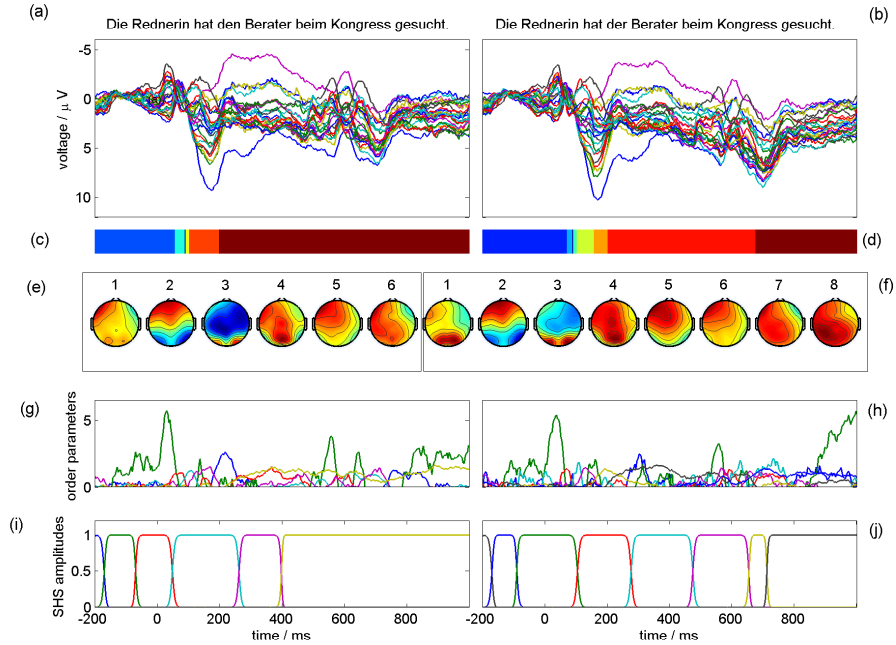 (a)
Die Rednerin hat den Berater beim Kongress gesucht.
Die Rednerin hat der Berater beim Kongress gesucht.
(b)
-5
0
5
10
voltage / μ V
(c)
(d)
(e)
1 2 3 4 5 6
1 2 3 4 5 6 7 8
(f)
(g)
order parameters
5
0
(h)
(i)
SHS amplitudes
1
0.5
0
(j)
-200 0 200 400 600 800
-200 0 200 400 600 800
time / ms
time / ms